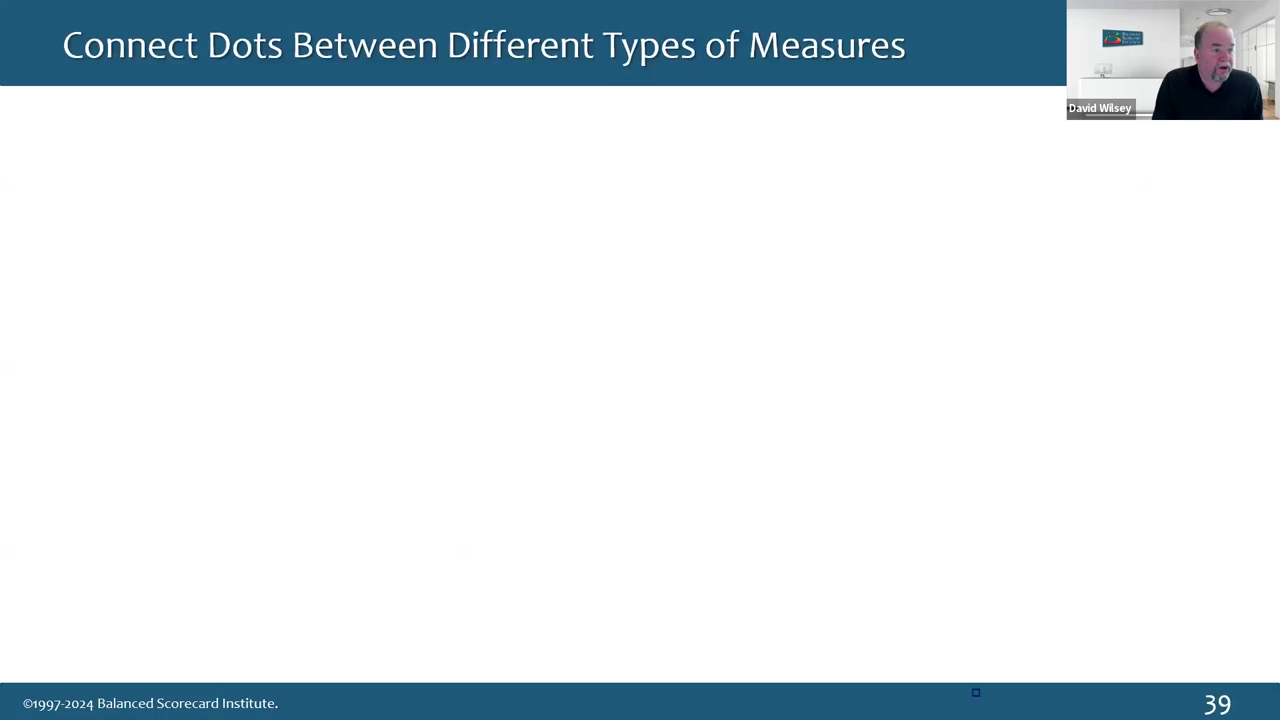 Connect Dots Between Different Types of Measures
David Wilsey
©1997-2024 Balanced Scorecard Institute.
39